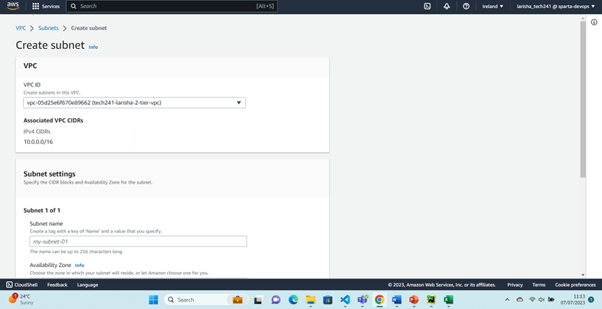 aws
Services
Search
[Alt+S]
Ireland
larisha_tech241 @ sparta-devops
VPC > Subnets > Create subnet
Create subnet Info
VPC
VPC ID
Create subnets in this VPC.
vpc-05d25e6f670e89662 (tech241-larisha-2-tier-vpc)
Associated VPC CIDRs
IPv4 CIDRs
10.0.0.0/16
Subnet settings
Specify the CIDR blocks and Availability Zone for the subnet.
Subnet 1 of 1
Subnet name
Create a tag with a key of 'Name' and a value that you specify.
my-subnet-01
The name can be up to 256 characters long.
Availability Zone Info
Choose the zone in which your subnet will reside, or let Amazon choose one for you.
CloudShell Feedback Language
© 2023, Amazon Web Services, Inc. or its affiliates. Privacy Terms Cookie preferences
24°C
Sunny
Search
11:13
07/07/2023